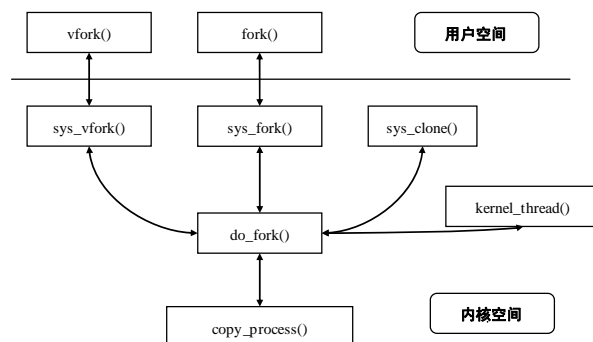 vfork()
fork()
用户空间
sys_vfork()
sys_fork()
sys_clone()
kernel_thread()
do_fork()
内核空间
copy_process()